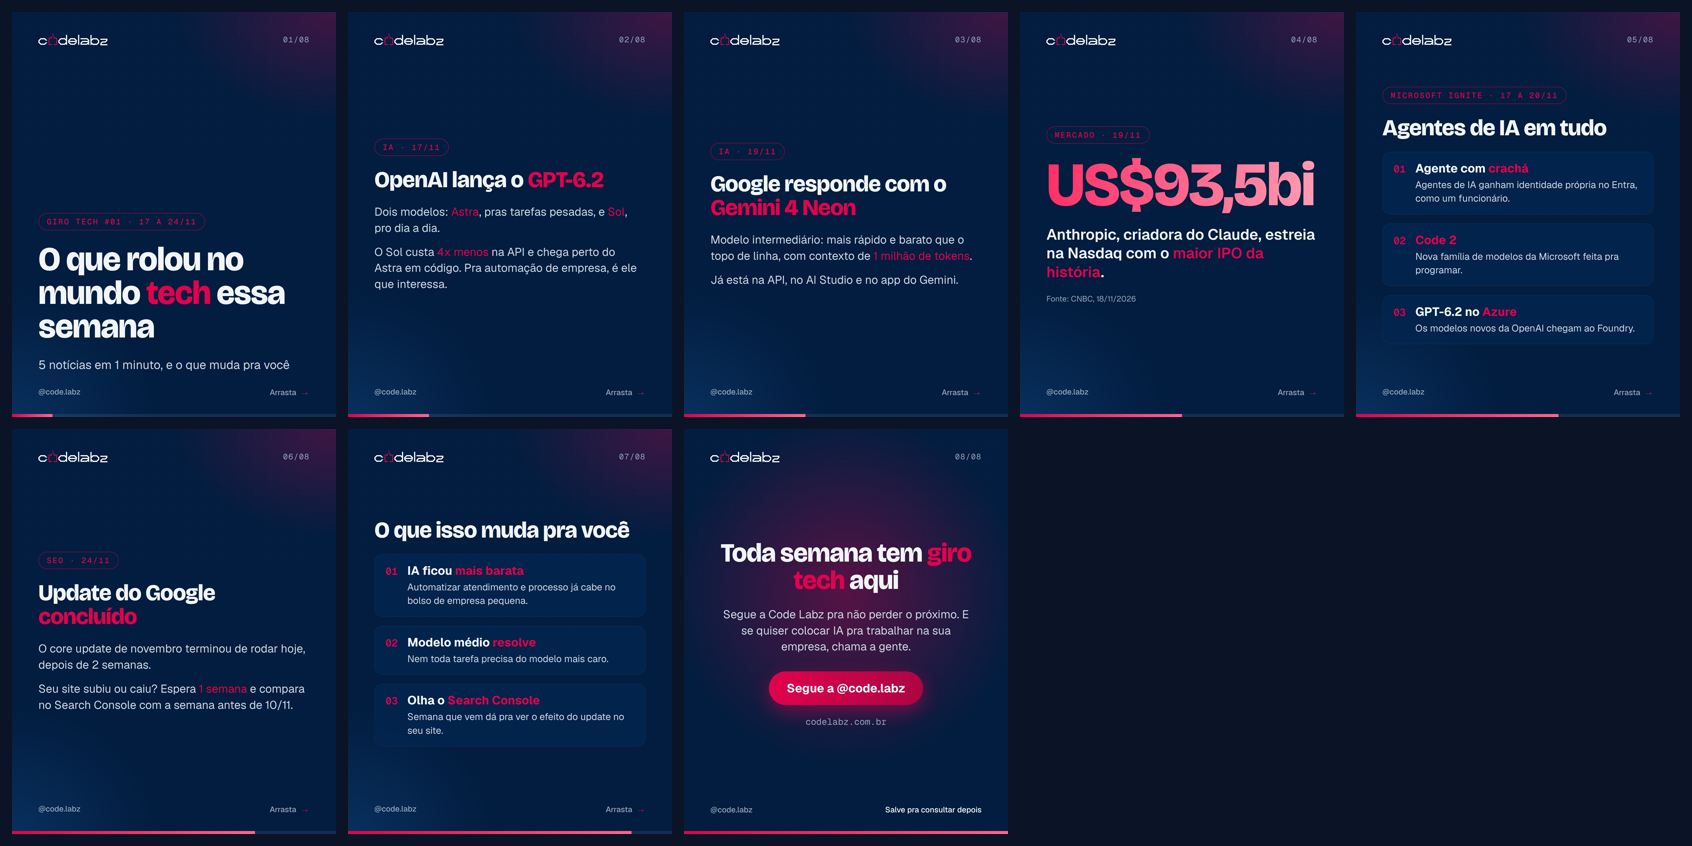 codelabz
01/08
GIRO TECH #01 · 17 A 24/11
O que rolou no
mundo tech essa
semana
5 notícias em 1 minuto, e o que muda pra você
@code.labz
Arrasta →
codelabz
02/08
IA · 17/11
OpenAI lança o GPT-6.2
Dois modelos: Astra, pras tarefas pesadas, e Sol,
pro dia a dia.
O Sol custa 4x menos na API e chega perto do
Astra em código. Pra automação de empresa, é ele
que interessa.
@code.labz
Arrasta →
codelabz
03/08
IA · 19/11
Google responde com o
Gemini 4 Neon
Modelo intermediário: mais rápido e barato que o
topo de linha, com contexto de 1 milhão de tokens.
Já está na API, no AI Studio e no app do Gemini.
@code.labz
Arrasta →
codelabz
04/08
MERCADO · 19/11
US$93,5bi
Anthropic, criadora do Claude, estreia
na Nasdaq com o maior IPO da
história.
Fonte: CNBC, 18/11/2026
@code.labz
Arrasta →
codelabz
05/08
MICROSOFT IGNITE · 17 A 20/11
Agentes de IA em tudo
01 Agente com crachá
Agentes de IA ganham identidade própria no Entra,
como um funcionário.
02 Code 2
Nova família de modelos da Microsoft feita pra
programar.
03 GPT-6.2 no Azure
Os modelos novos da OpenAI chegam ao Foundry.
@code.labz
Arrasta →
codelabz
06/08
SEO · 24/11
Update do Google
concluído
O core update de novembro terminou de rodar hoje,
depois de 2 semanas.
Seu site subiu ou caiu? Espera 1 semana e compara
no Search Console com a semana antes de 10/11.
@code.labz
Arrasta →
codelabz
07/08
O que isso muda pra você
01 IA ficou mais barata
Automatizar atendimento e processo já cabe no
bolso de empresa pequena.
02 Modelo médio resolve
Nem toda tarefa precisa do modelo mais caro.
03 Olha o Search Console
Semana que vem dá pra ver o efeito do update no
seu site.
@code.labz
Arrasta →
codelabz
08/08
Toda semana tem giro
tech aqui
Segue a Code Labz pra não perder o próximo. E
se quiser colocar IA pra trabalhar na sua
empresa, chama a gente.
Segue a @code.labz
codelabz.com.br
@code.labz
Salve pra consultar depois